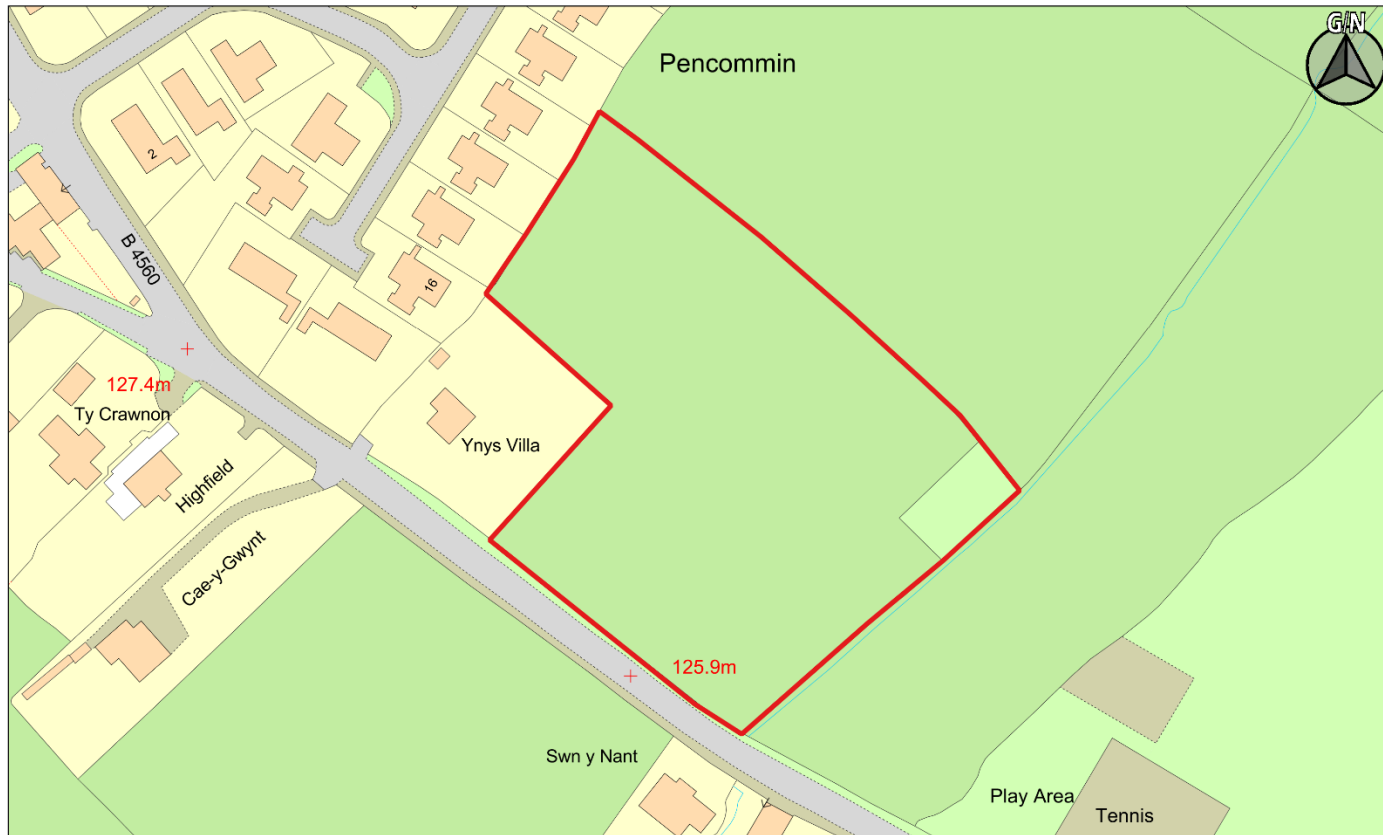 G/N
Pencommin
2
B 4560
16
127.4m
Ty Crawnon
Ynys Villa
Highfield
Cae-y-Gwynt
125.9m
Swn y Nant
Play Area
Tennis